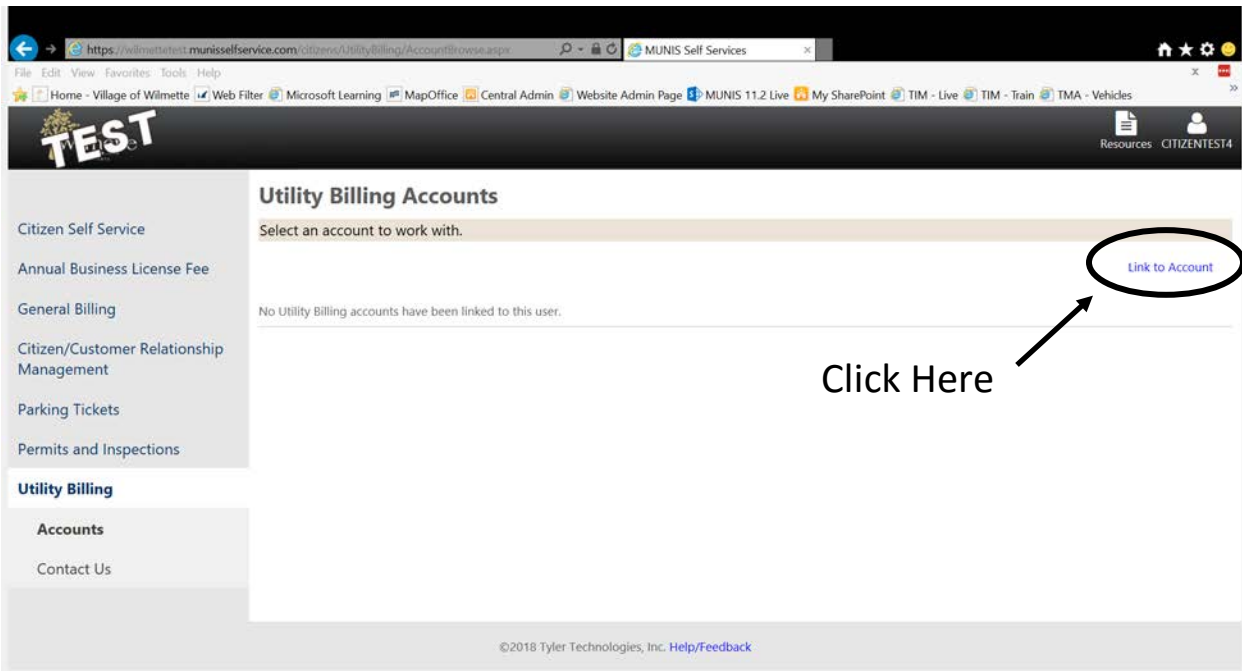 https://wilmettetest.munisselfservice.com/citizens/UtilityBilling/AccountBrowse.aspx
MUNIS Self Services
File Edit View Favorites Tools Help
Home - Village of Wilmette Web Filter Microsoft Learning MapOffice Central Admin Website Admin Page MUNIS 11.2 Live My SharePoint TIM - Live TIM - Train TMA - Vehicles
TEST
Resources CITIZENTEST4
Utility Billing Accounts
Citizen Self Service
Select an account to work with.
Annual Business License Fee
Link to Account
General Billing
No Utility Billing accounts have been linked to this user.
Citizen/Customer Relationship
Management
Click Here
Parking Tickets
Permits and Inspections
Utility Billing
Accounts
Contact Us
©2018 Tyler Technologies, Inc. Help/Feedback